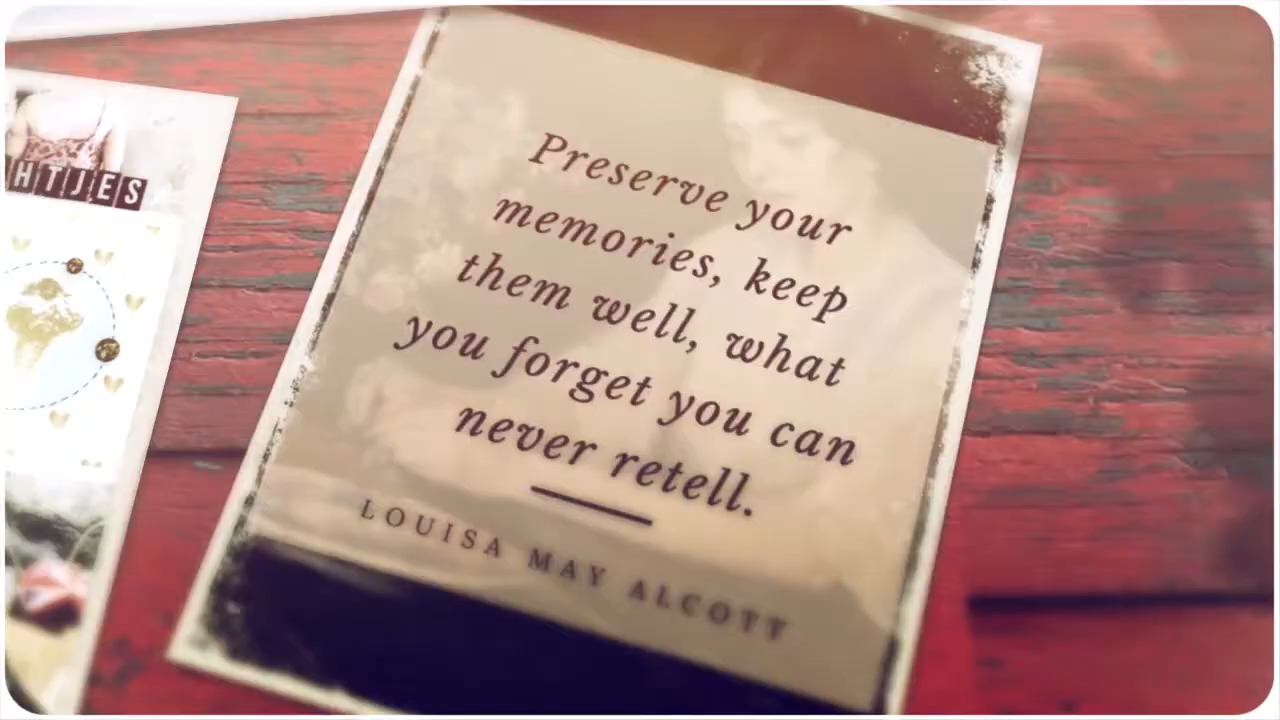 HTJES
Preserve your
memories, keep
them well, what
you forget you can
never retell.
LOUISA MAY ALCOTT